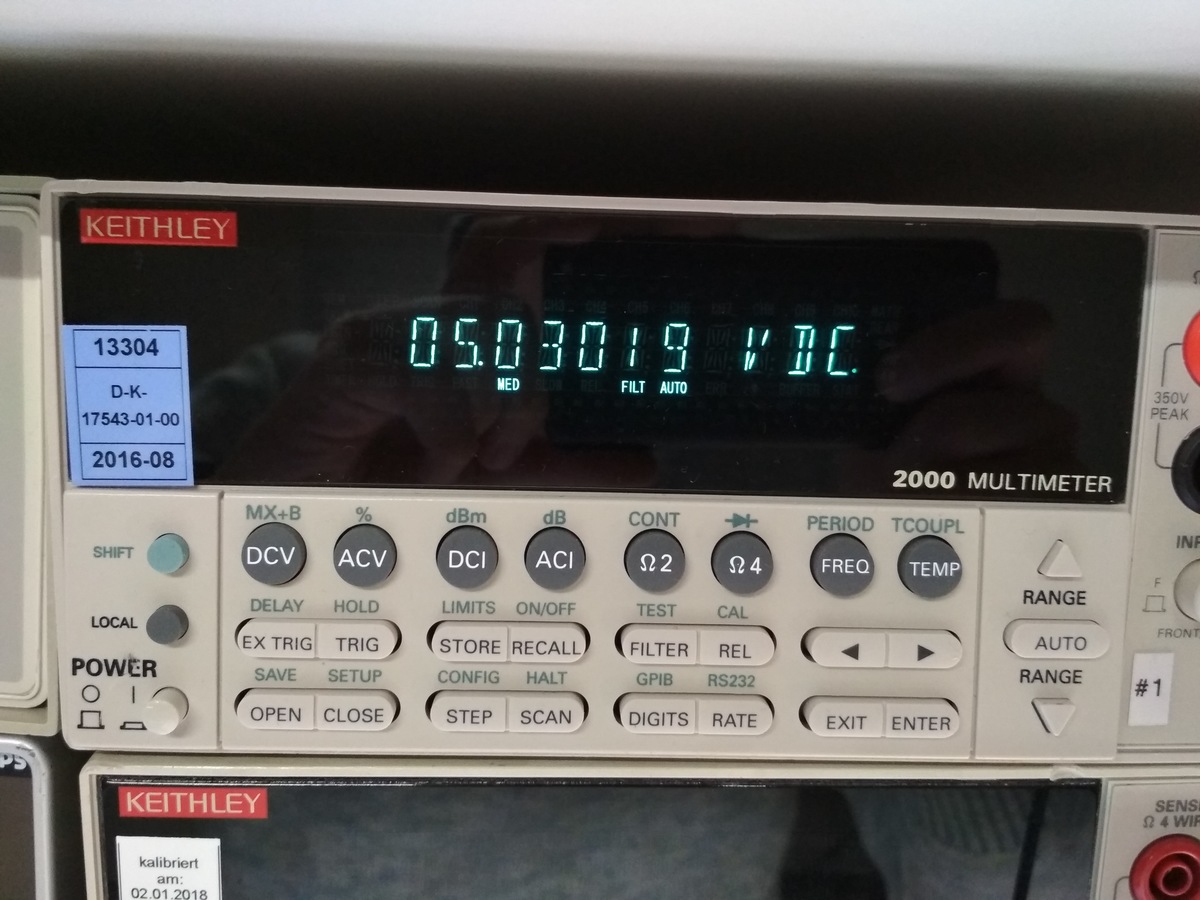 KEITHLEY
13304
D-K-
17543-01-00
2016-08
05.03019 VDC
MED FILT AUTO
2000 MULTIMETER
350V
PEAK
MX+B % dBm dB CONT PERIOD TCOUPL
SHIFT DCV ACV DCI ACI Ω2 Ω4 FREQ TEMP
DELAY HOLD LIMITS ON/OFF TEST CAL RANGE
LOCAL EX TRIG TRIG STORE RECALL FILTER REL ◀ ▶ AUTO
POWER SAVE SETUP CONFIG HALT GPIB RS232 RANGE
OPEN CLOSE STEP SCAN DIGITS RATE EXIT ENTER
F
FRONT
#1
PS
KEITHLEY
kalibriert
am:
02.01.2018
SENS
Ω 4 WIR